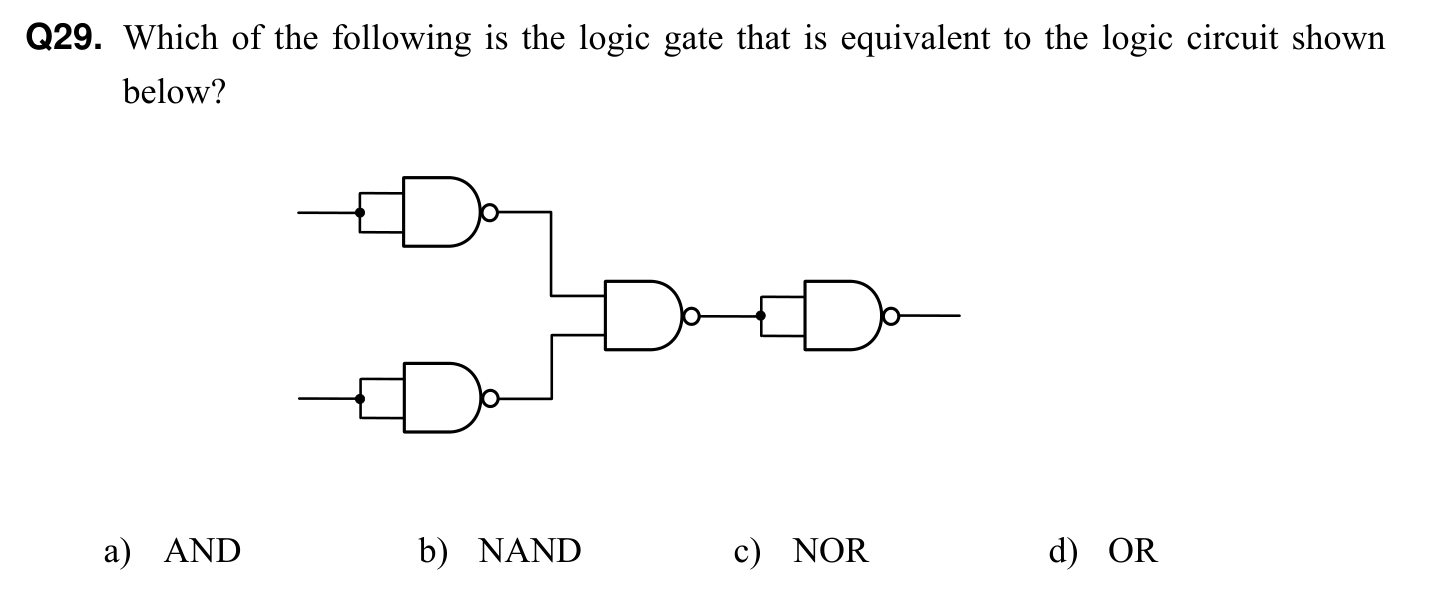 Q29. Which of the following is the logic gate that is equivalent to the logic circuit shown
below?
a) AND b) NAND c) NOR d) OR